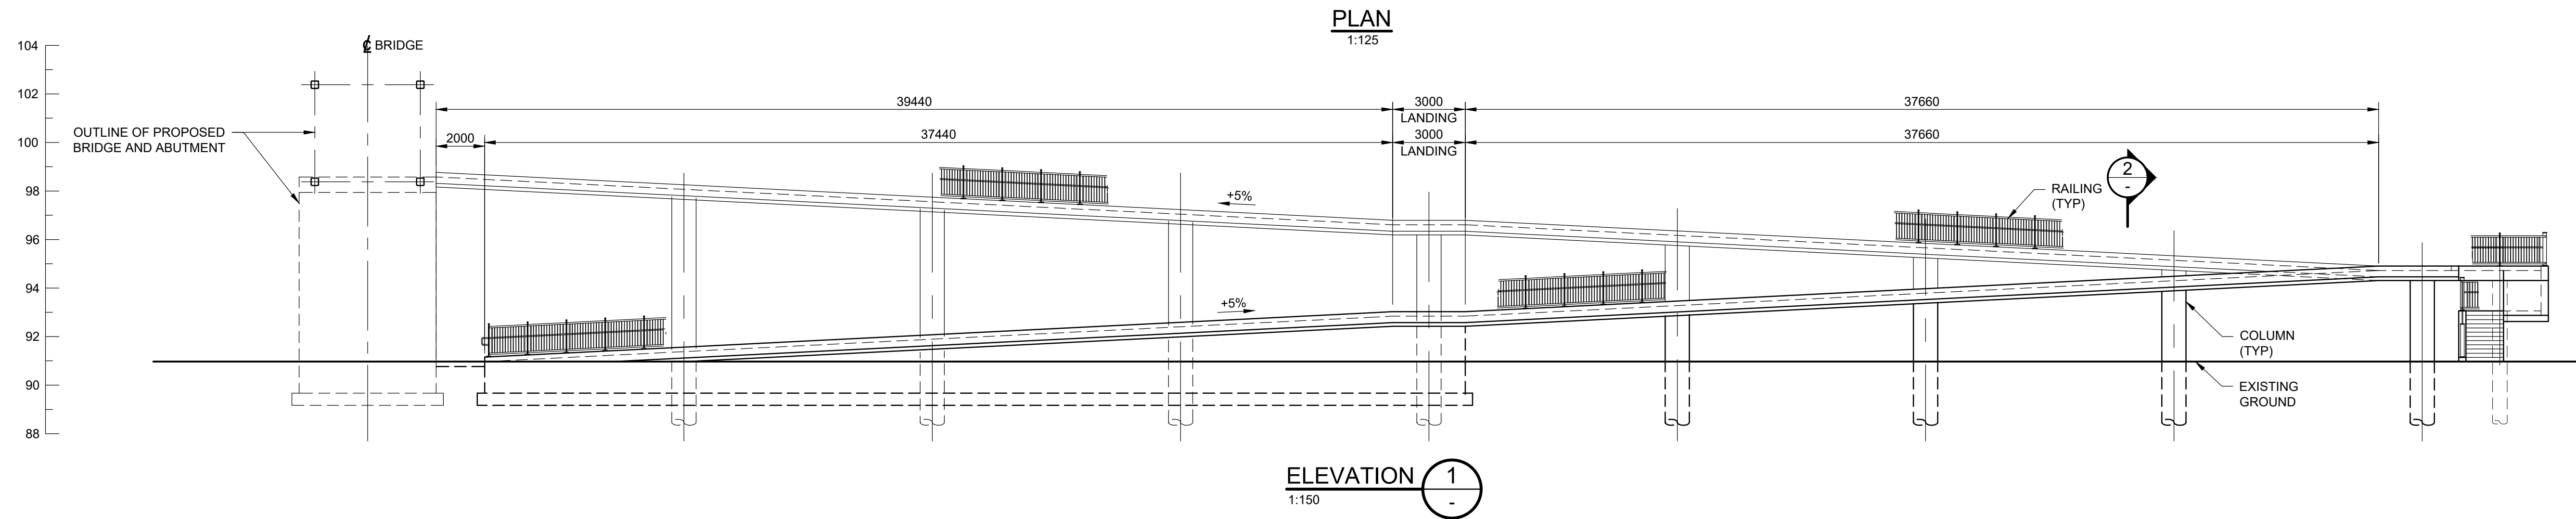 PLAN
1:125
104
102
100
98
96
94
92
90
88
℄ BRIDGE
OUTLINE OF PROPOSED
BRIDGE AND ABUTMENT
39440
3000
LANDING
37660
2000
37440
3000
LANDING
37660
+5%
+5%
2
-
RAILING
(TYP)
COLUMN
(TYP)
EXISTING
GROUND
ELEVATION
1:150
1
-